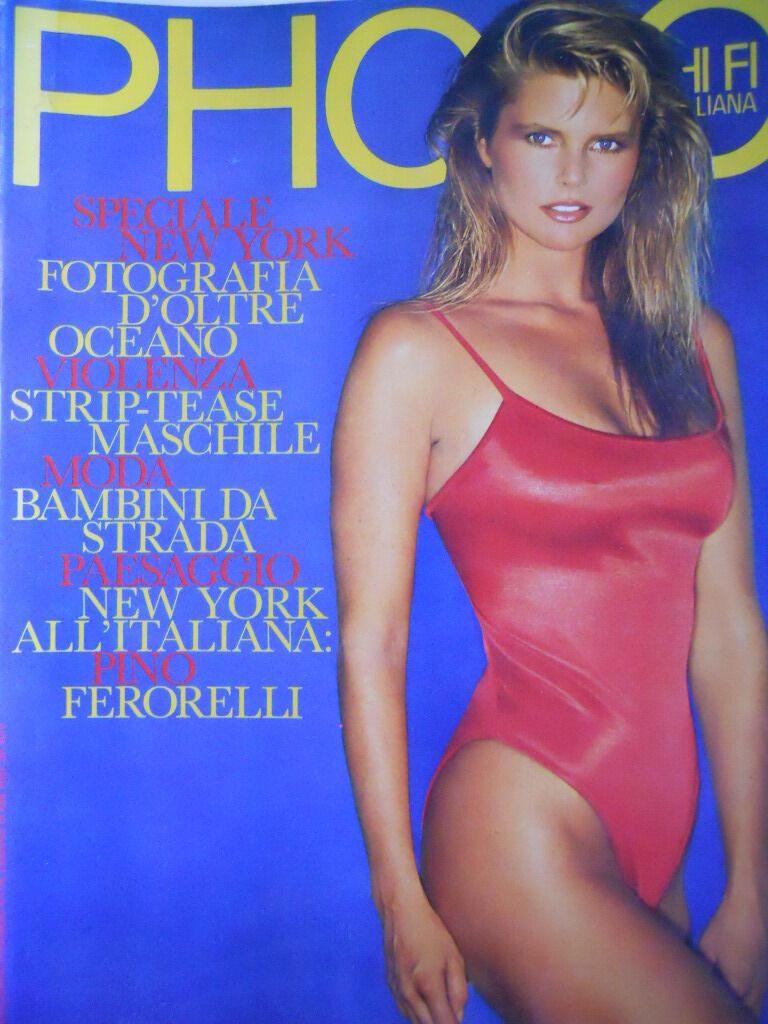 PHO O
HI FI
LIANA
SPECIALE
NEW YORK
FOTOGRAFIA
D'OLTRE
OCEANO
VIOLENZA
STRIP-TEASE
MASCHILE
MODA
BAMBINI DA
STRADA
PAESAGGIO
NEW YORK
ALL'ITALIANA:
PINO
FERORELLI